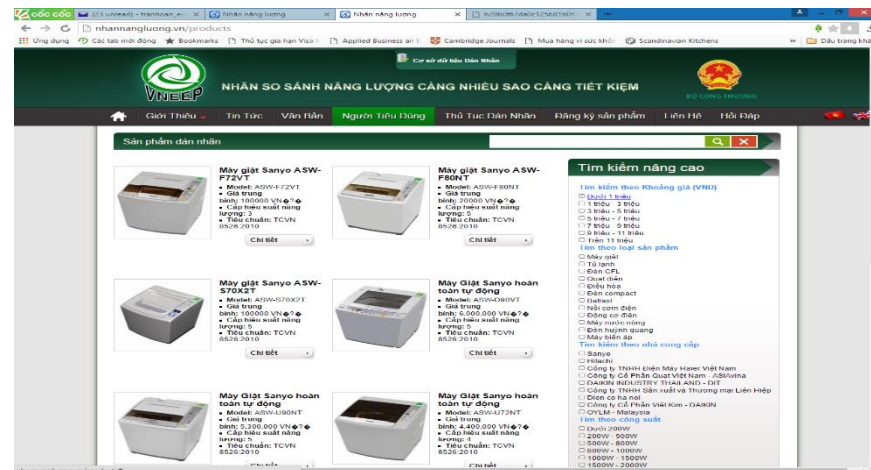 cốc cốc
(23 unread) - tranhoan_ec
Nhãn năng lượng
Nhãn năng lượng
nhannangluong.vn/products
Ứng dụng
Các tab mới đóng
Bookmarks
Thủ tục gia hạn Visa
Applied Business an
Cambridge Journals
Mua hàng vì sức khỏe
Scandinavian Kitchens
Dấu trang khá
Cơ sở dữ liệu Dán Nhãn
VNEEP
NHÃN SO SÁNH NĂNG LƯỢNG CÀNG NHIỀU SAO CÀNG TIẾT KIỆM
BỘ CÔNG THƯƠNG
Giới Thiệu
Tin Tức
Văn Bản
Người Tiêu Dùng
Thủ Tục Dán Nhãn
Đăng ký sản phẩm
Liên Hệ
Hỏi Đáp
Sản phẩm dán nhãn
Máy giặt Sanyo ASW-
F72VT
Model: ASW-F72VT
Giá trung
bình: 100000 VN�?�
Cấp hiệu suất năng
lượng: 3
Tiêu chuẩn: TCVN
8526:2010
Chi tiết
Máy giặt Sanyo ASW-
F80NT
Model: ASW-F80NT
Giá trung
bình: 20000 VN�?�
Cấp hiệu suất năng
lượng: 5
Tiêu chuẩn: TCVN
8526:2010
Chi tiết
Máy giặt Sanyo ASW-
S70X2T
Model: ASW-S70X2T
Giá trung
bình: 100000 VN�?�
Cấp hiệu suất năng
lượng: 5
Tiêu chuẩn: TCVN
8526:2010
Chi tiết
Máy Giặt Sanyo hoàn
toàn tự động
Model: ASW-D90VT
Giá trung
bình: 6.000.000 VN�?�
Cấp hiệu suất năng
lượng: 5
Tiêu chuẩn: TCVN
8526:2010
Chi tiết
Máy Giặt Sanyo hoàn
toàn tự động
Model: ASW-U90NT
Giá trung
bình: 5.300.000 VN�?�
Cấp hiệu suất năng
lượng: 5
Tiêu chuẩn: TCVN
8526:2010
Máy Giặt Sanyo hoàn
toàn tự động
Model: ASW-U72NT
Giá trung
bình: 4.400.000 VN�?�
Cấp hiệu suất năng
lượng: 4
Tiêu chuẩn: TCVN
8526:2010
Tìm kiếm nâng cao
Tìm kiếm theo Khoảng giá (VND)
Dưới 1 triệu
1 triệu - 3 triệu
3 triệu - 5 triệu
5 triệu - 7 triệu
7 triệu - 9 triệu
9 triệu - 11 triệu
Trên 11 triệu
Tìm kiếm theo loại sản phẩm
Máy giặt
Tủ lạnh
Đèn CFL
Quạt điện
Điều hòa
Đèn compact
Ballast
Nồi cơm điện
Động cơ điện
Máy nước nóng
Đèn huỳnh quang
Máy biến áp
Tìm kiếm theo nhà cung cấp
Sanyo
Hitachi
Công ty TNHH Điện Máy Haier Việt Nam
Công ty Cổ Phần Quạt Việt Nam - ASIAvina
DAIKIN INDUSTRY THAILAND - DIT
Công ty TNHH Sản xuất và Thương mại Liên Hiệp
Dien co ha noi
Công ty Cổ Phần Việt Kim - DAIKIN
OYLM - Malaysia
Tìm theo công suất
Dưới 200W
200W - 500W
500W - 800W
800W - 1000W
1000W - 1500W
1500W - 2000W